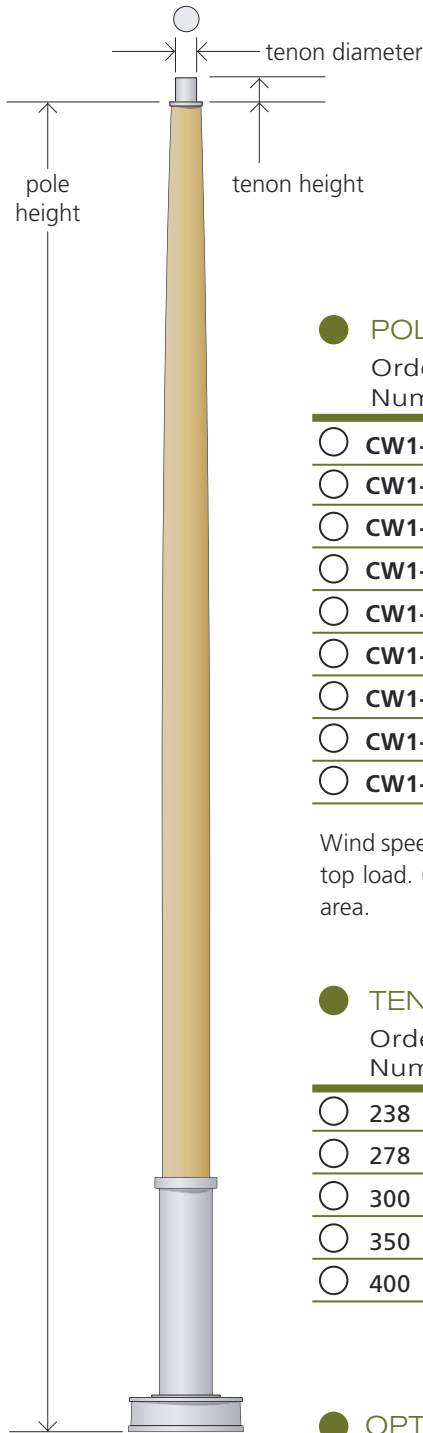 tenon diameter
pole
height
tenon height
POL
Orde
Num
CW1-
CW1-
CW1-
CW1-
CW1-
CW1-
CW1-
CW1-
CW1-
Wind spee
top load.
area.
TEN
Orde
Num
238
278
300
350
400
OPT